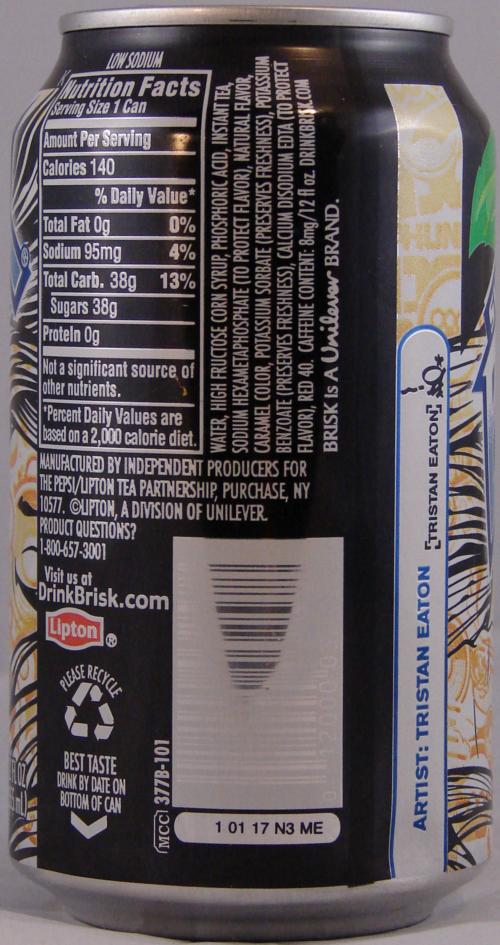 LOW SODIUM
Nutrition Facts
Serving Size 1 Can
Amount Per Serving
Calories 140
% Daily Value*
Total Fat 0g 0%
Sodium 95mg 4%
Total Carb. 38g 13%
Sugars 38g
Protein 0g
Not a significant source of
other nutrients.
*Percent Daily Values are
based on a 2,000 calorie diet.
WATER, HIGH FRUCTOSE CORN SYRUP, PHOSPHORIC ACID, INSTANT TEA,
SODIUM HEXAMETAPHOSPHATE (TO PROTECT FLAVOR), NATURAL FLAVOR,
CARAMEL COLOR, POTASSIUM SORBATE (PRESERVES FRESHNESS), POTASSIUM
BENZOATE (PRESERVES FRESHNESS), CALCIUM DISODIUM EDTA (TO PROTECT
FLAVOR), RED 40. CAFFEINE CONTENT: 8mg/12 fl oz. DRINKBRISK.COM
BRISK IS A Unilever BRAND.
MANUFACTURED BY INDEPENDENT PRODUCERS FOR
THE PEPSI/LIPTON TEA PARTNERSHIP, PURCHASE, NY
10577. ©LIPTON, A DIVISION OF UNILEVER.
PRODUCT QUESTIONS?
1-800-657-3001
Visit us at
DrinkBrisk.com
Lipton ®
PLEASE RECYCLE
BEST TASTE
DRINK BY DATE ON
BOTTOM OF CAN
MCC 377B-101
1 01 17 N3 ME
ARTIST: TRISTAN EATON
[TRISTAN EATON]